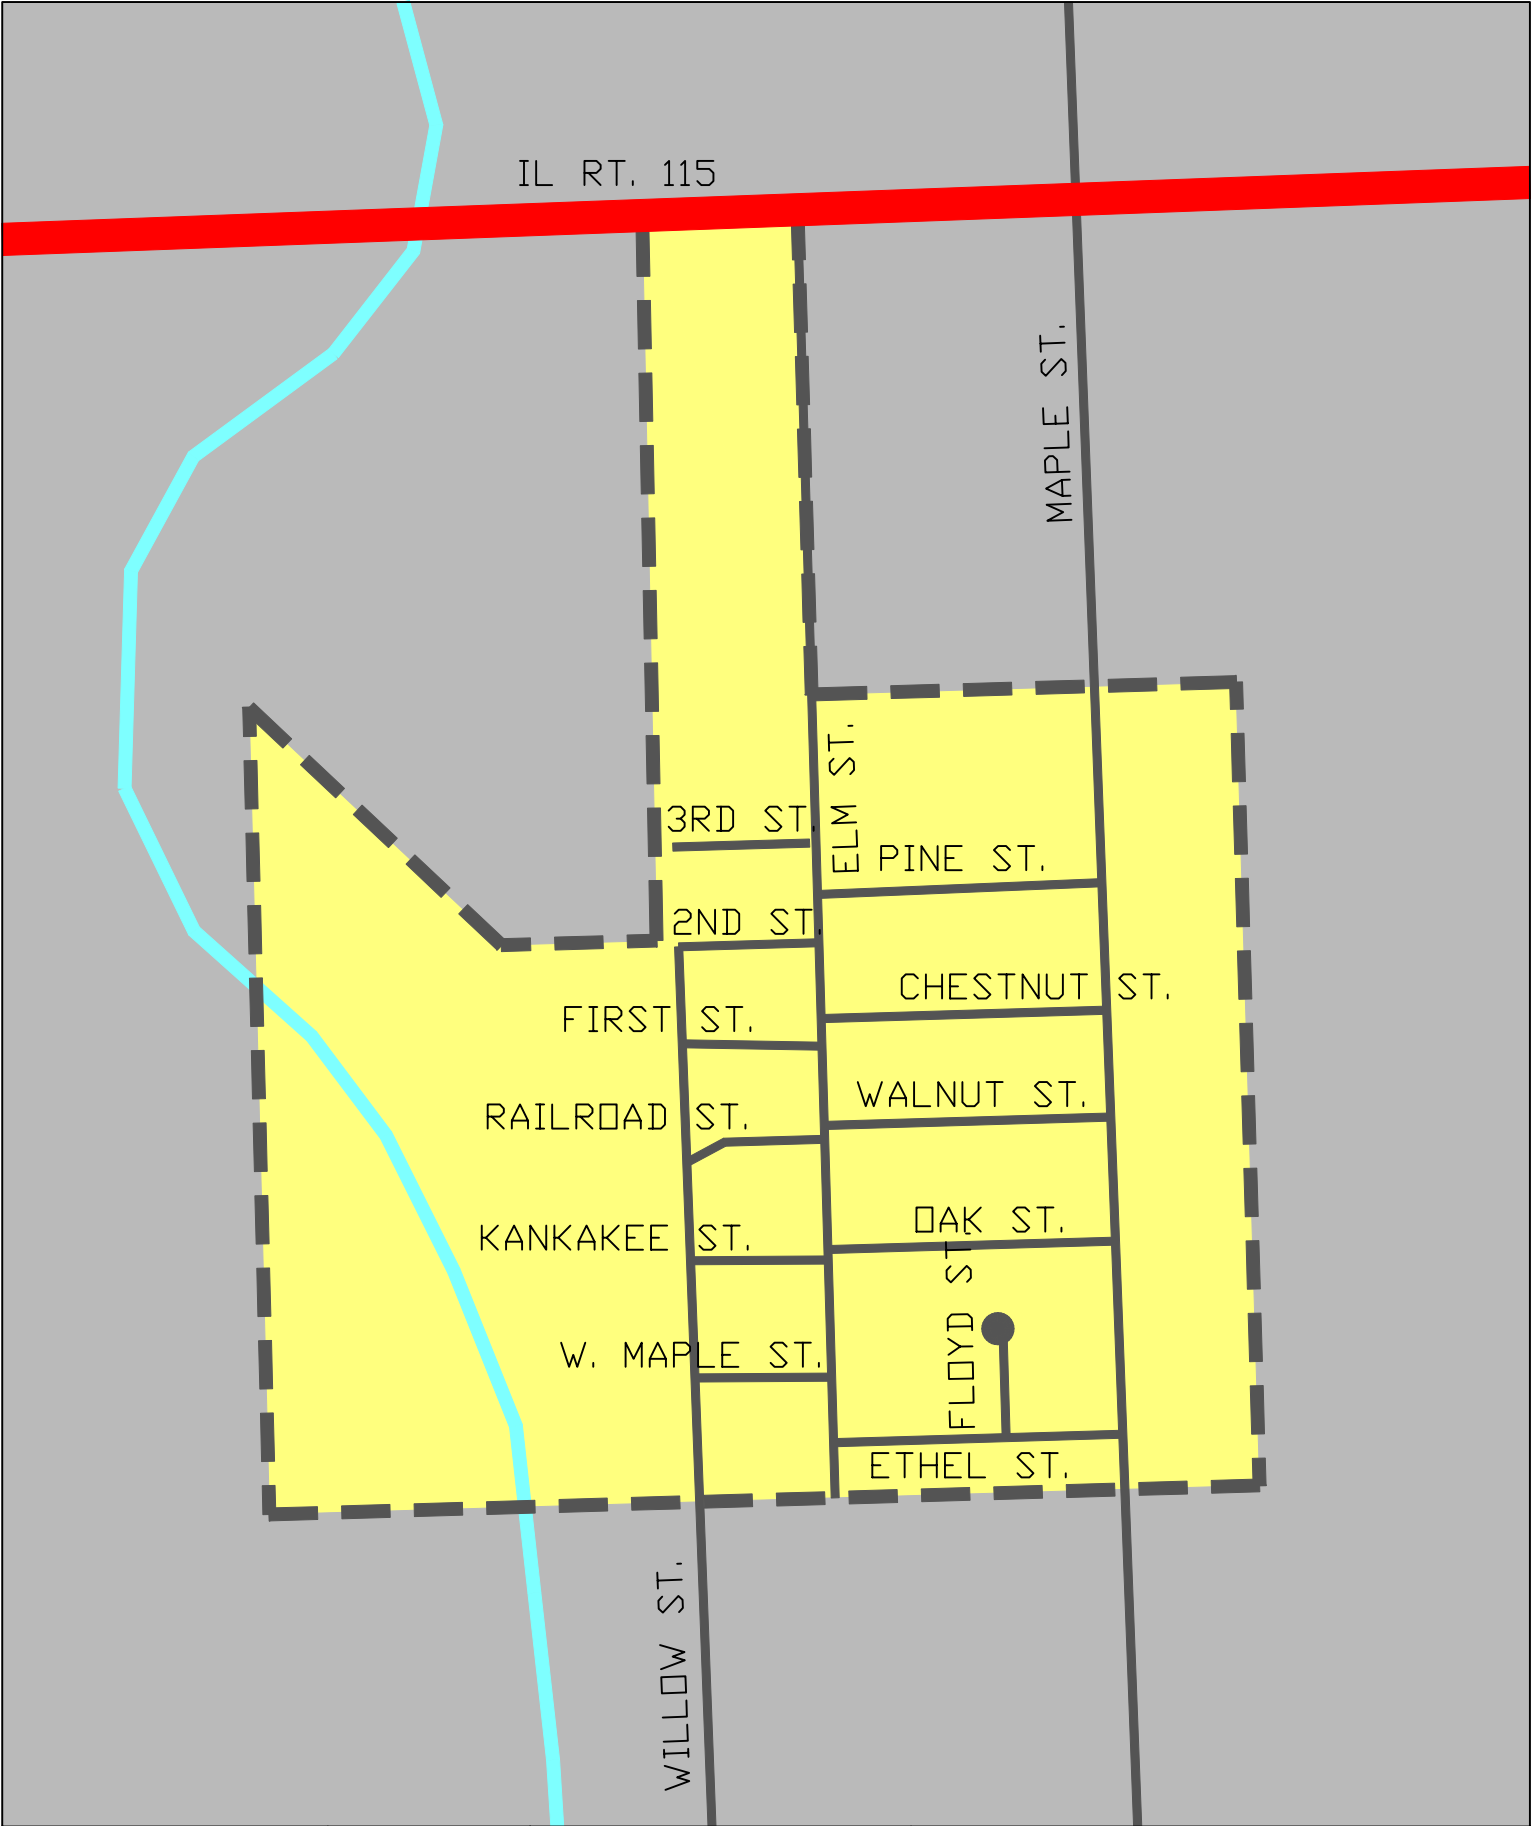 IL RT. 115
MAPLE ST.
ELM ST.
3RD ST.
PINE ST.
2ND ST.
CHESTNUT ST.
FIRST ST.
WALNUT ST.
RAILROAD ST.
OAK ST.
KANKAKEE ST.
FLOYD ST.
W. MAPLE ST.
ETHEL ST.
WILLOW ST.